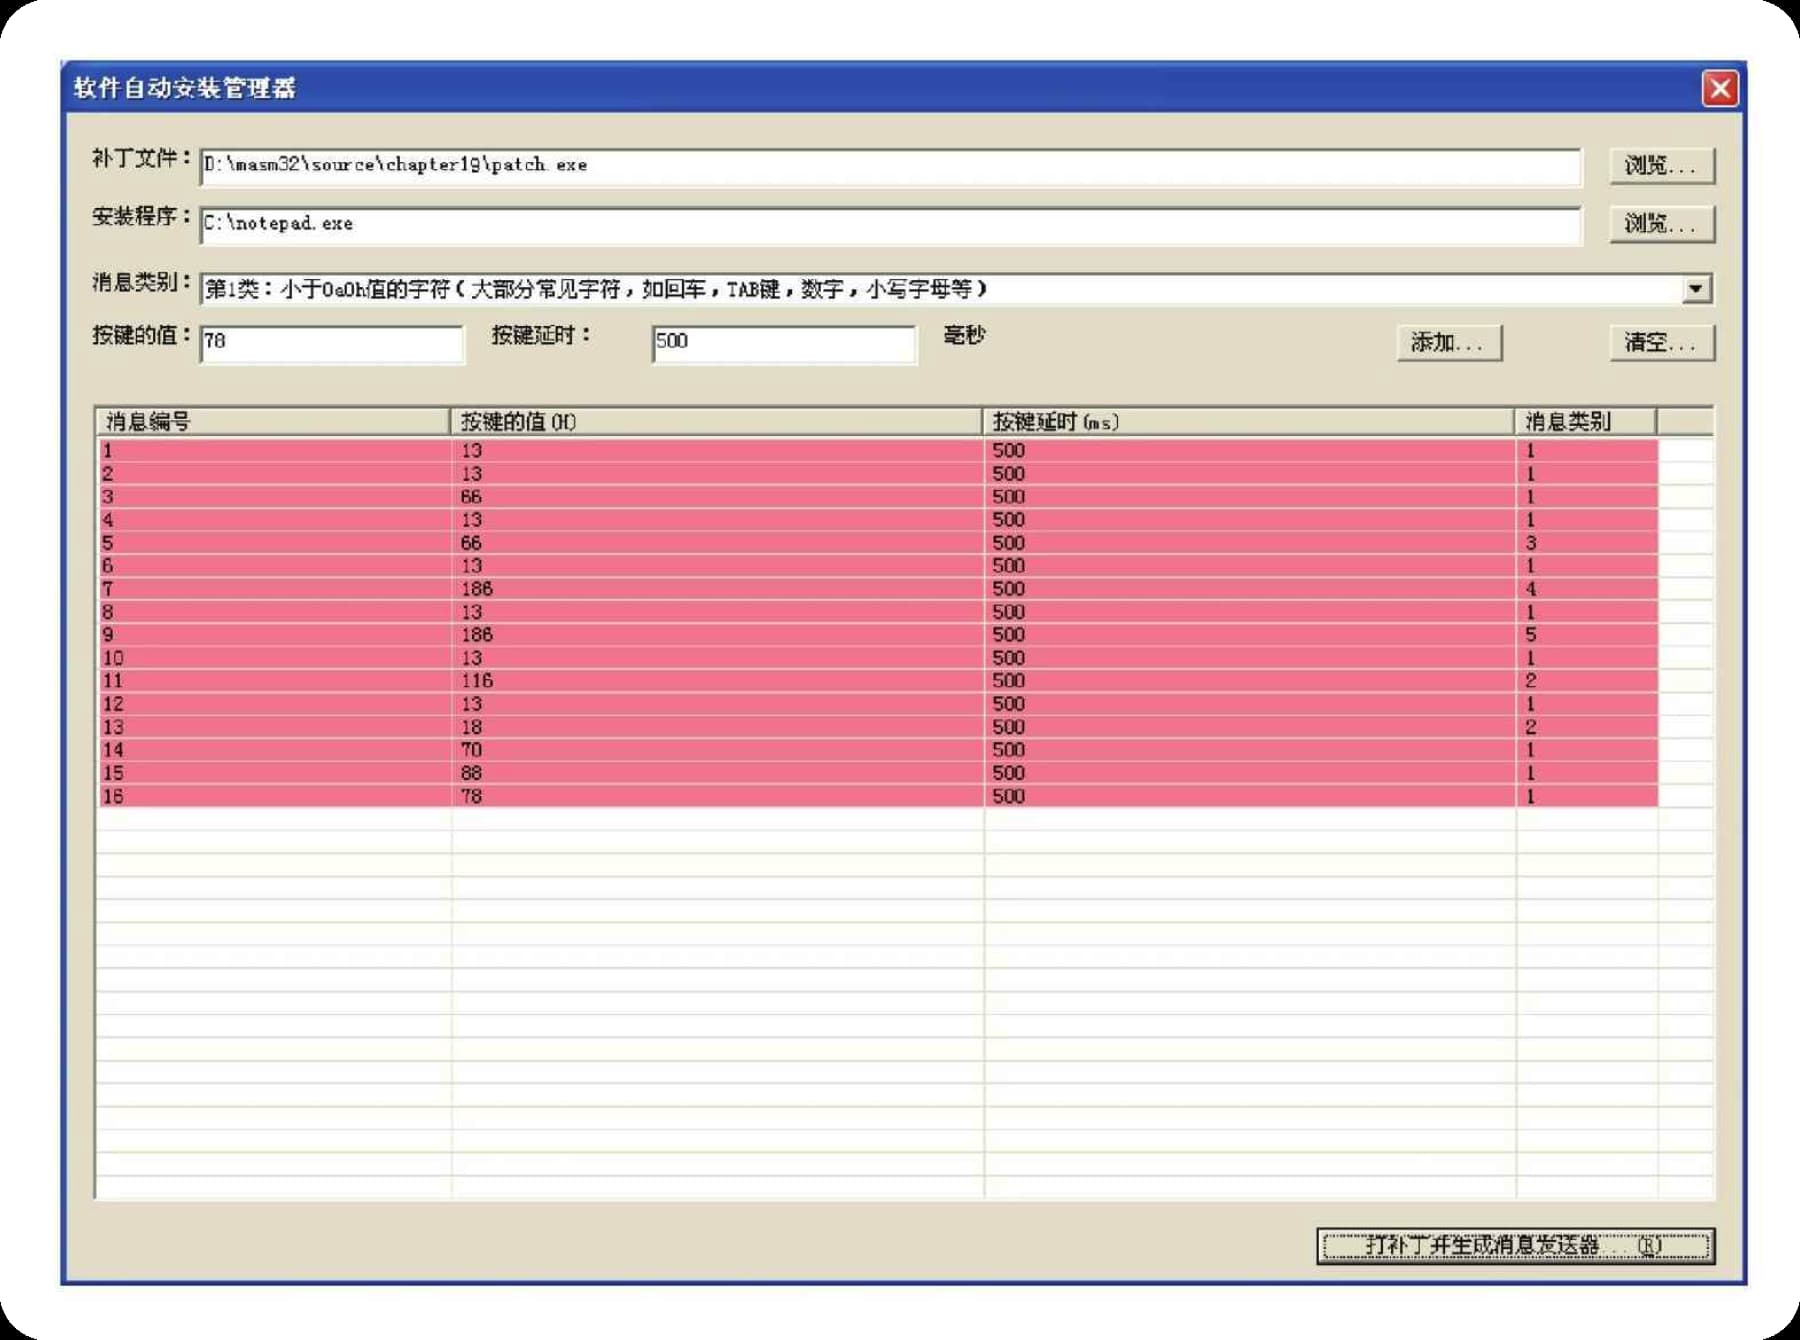 软件自动安装管理器
补丁文件： D:\masm32\source\chapter19\patch.exe 浏览...
安装程序： C:\notepad.exe 浏览...
消息类别： 第1类：小于0a0h值的字符（大部分常见字符，如回车，TAB键，数字，小写字母等）
按键的值： 78 按键延时： 500 毫秒 添加... 清空...
消息编号 按键的值(H) 按键延时(ms) 消息类别
1 13 500 1
2 13 500 1
3 66 500 1
4 13 500 1
5 66 500 3
6 13 500 1
7 186 500 4
8 13 500 1
9 186 500 5
10 13 500 1
11 116 500 2
12 13 500 1
13 18 500 2
14 70 500 1
15 88 500 1
16 78 500 1
打补丁并生成消息发送器...(R)